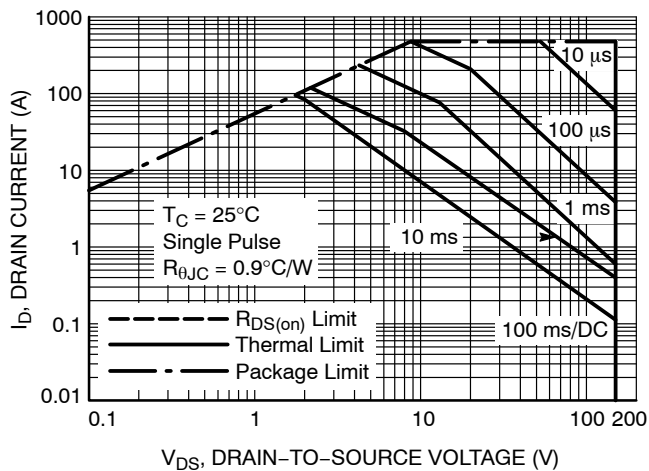 1000
100
10
1
0.1
0.01
I_D, DRAIN CURRENT (A)
10 µs
100 µs
1 ms
10 ms
100 ms/DC
T_C = 25°C
Single Pulse
R_θJC = 0.9°C/W
R_DS(on) Limit
Thermal Limit
Package Limit
0.1
1
10
100 200
V_DS, DRAIN−TO−SOURCE VOLTAGE (V)